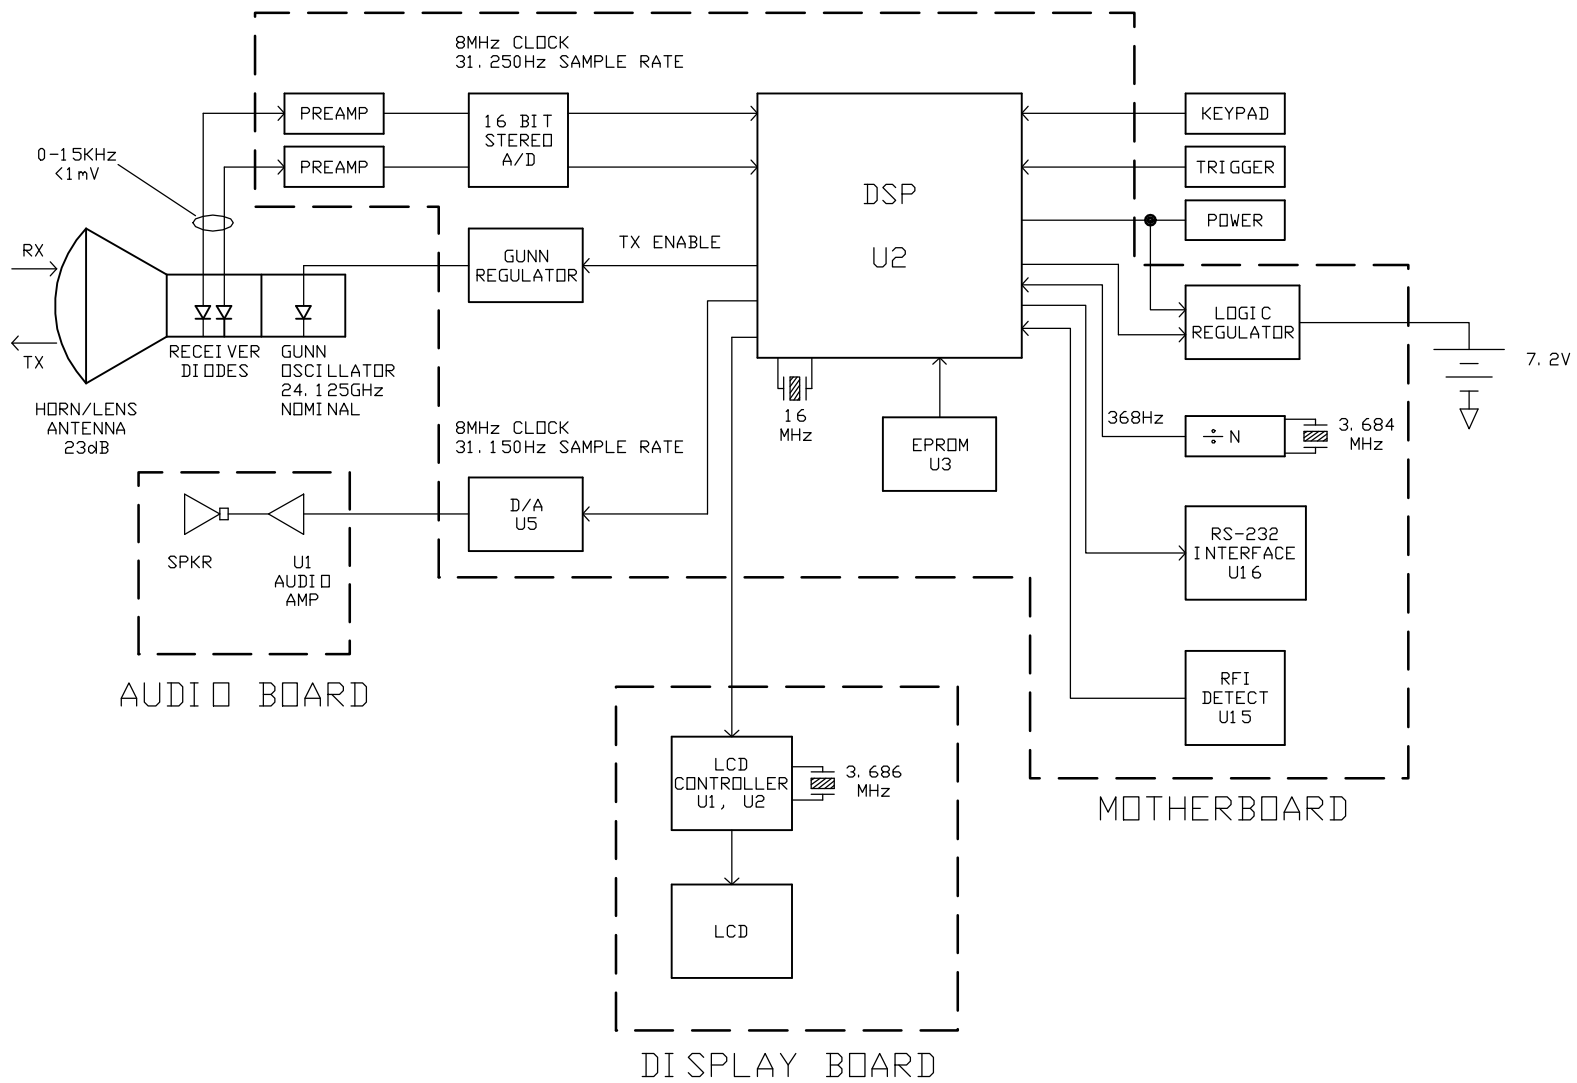 8MHz CLOCK
31.250Hz SAMPLE RATE
PREAMP
PREAMP
16 BIT
STEREO
A/D
0-15KHz
<1mV
DSP
U2
KEYPAD
TRIGGER
POWER
RX
TX
GUNN
REGULATOR
TX ENABLE
LOGIC
REGULATOR
7.2V
RECEIVER
DIODES
GUNN
OSCILLATOR
24.125GHz
NOMINAL
HORN/LENS
ANTENNA
23dB
16
MHz
EPROM
U3
368Hz
÷ N
3.684
MHz
8MHz CLOCK
31.150Hz SAMPLE RATE
D/A
U5
SPKR
U1
AUDIO
AMP
AUDIO BOARD
RS-232
INTERFACE
U16
RFI
DETECT
U15
MOTHERBOARD
LCD
CONTROLLER
U1, U2
3.686
MHz
LCD
DISPLAY BOARD